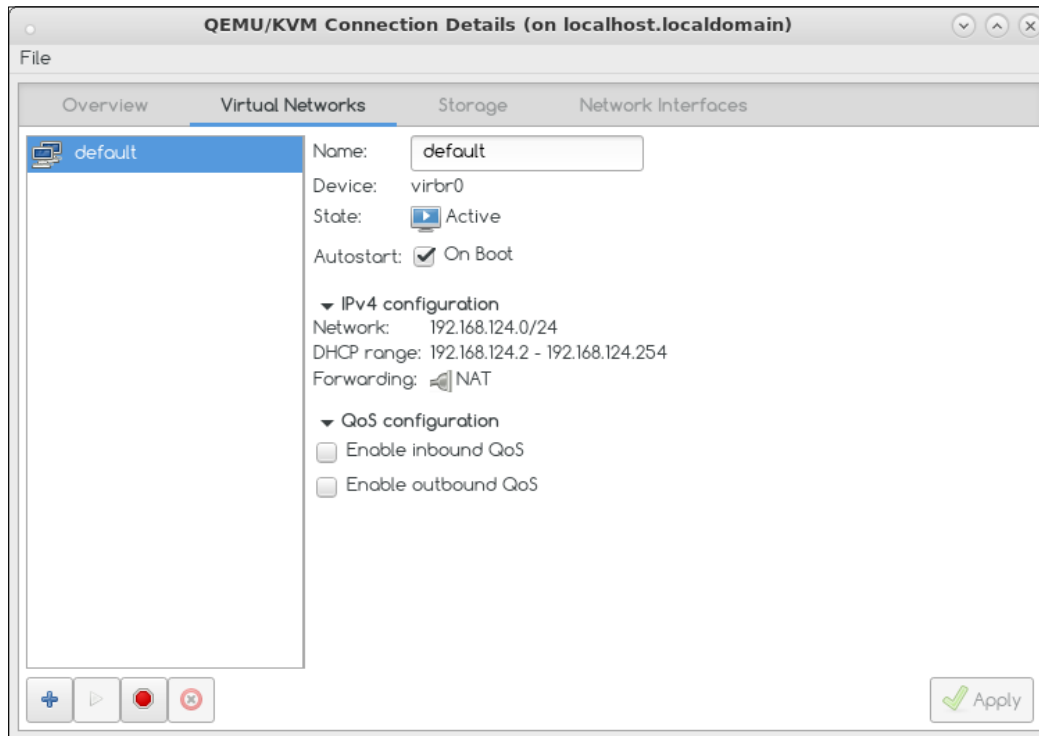 QEMU/KVM Connection Details (on localhost.localdomain)
File
Overview Virtual Networks Storage Network Interfaces
default
Name: default
Device: virbr0
State: Active
Autostart: On Boot
IPv4 configuration
Network: 192.168.124.0/24
DHCP range: 192.168.124.2 - 192.168.124.254
Forwarding: NAT
QoS configuration
Enable inbound QoS
Enable outbound QoS
Apply